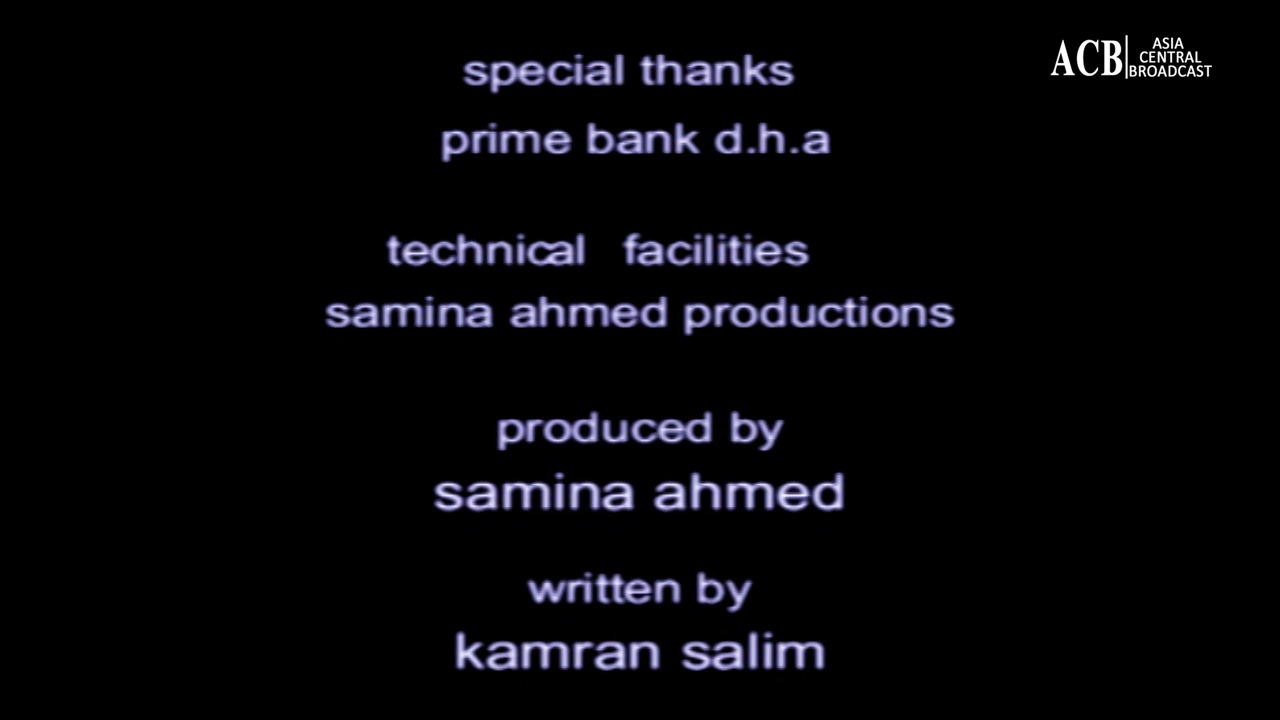 special thanks
prime bank d.h.a
technical facilities
samina ahmed productions
produced by
samina ahmed
written by
kamran salim
ACB
ASIA
CENTRAL
BROADCAST